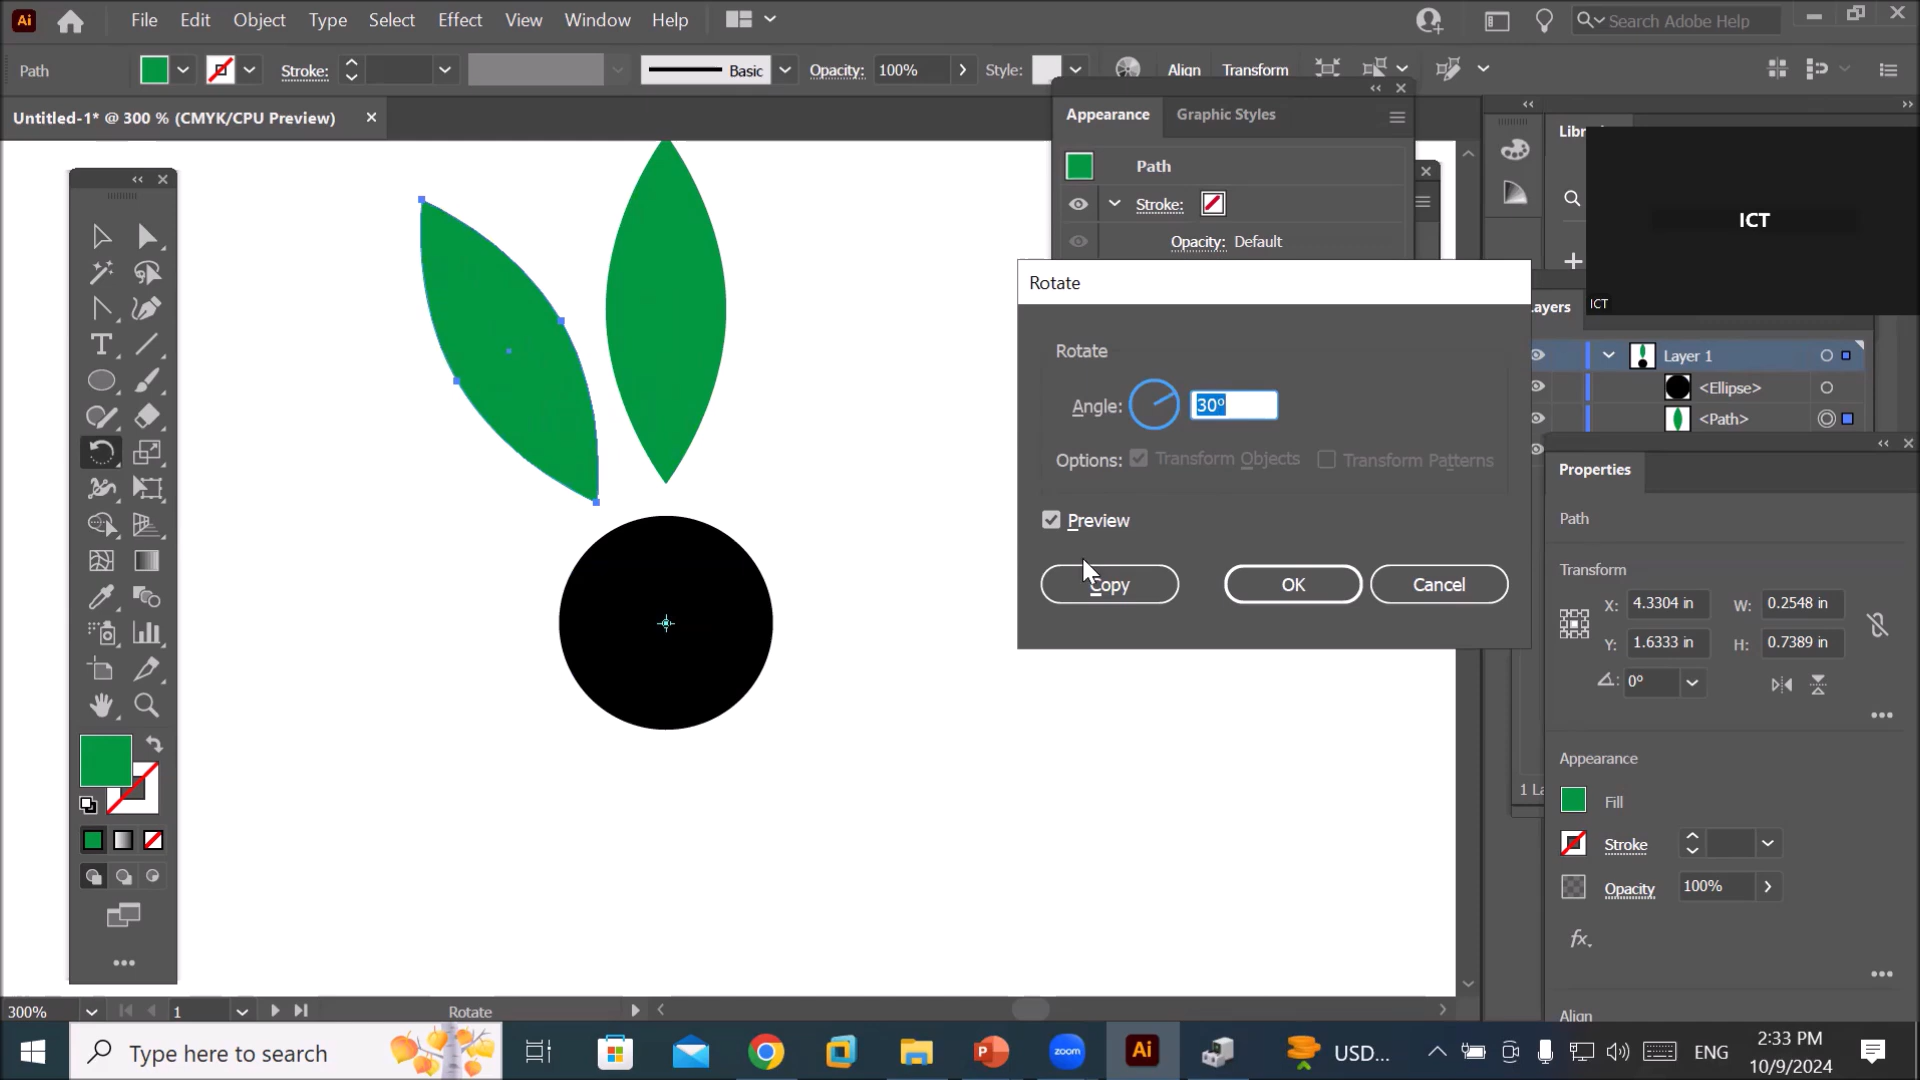 Ai File Edit Object Type Select Effect View Window Help Search Adobe Help
Path Stroke: Basic Opacity: 100% Style: Align Transform
Untitled-1* @ 300 % (CMYK/CPU Preview)
Appearance Graphic Styles
Path
Stroke:
Opacity: Default
ICT
ICT
Rotate
Rotate
Angle: 30°
Options: Transform Objects Transform Patterns
Preview
Copy OK Cancel
ayers
Layer 1
<Ellipse>
<Path>
Properties
Path
Transform
X: 4.3304 in W: 0.2548 in
Y: 1.6333 in H: 0.7389 in
0°
Appearance
Fill
Stroke
Opacity 100%
fx.
Align
300% 1 Rotate
Type here to search zoom Ai USD... ENG 2:33 PM
10/9/2024